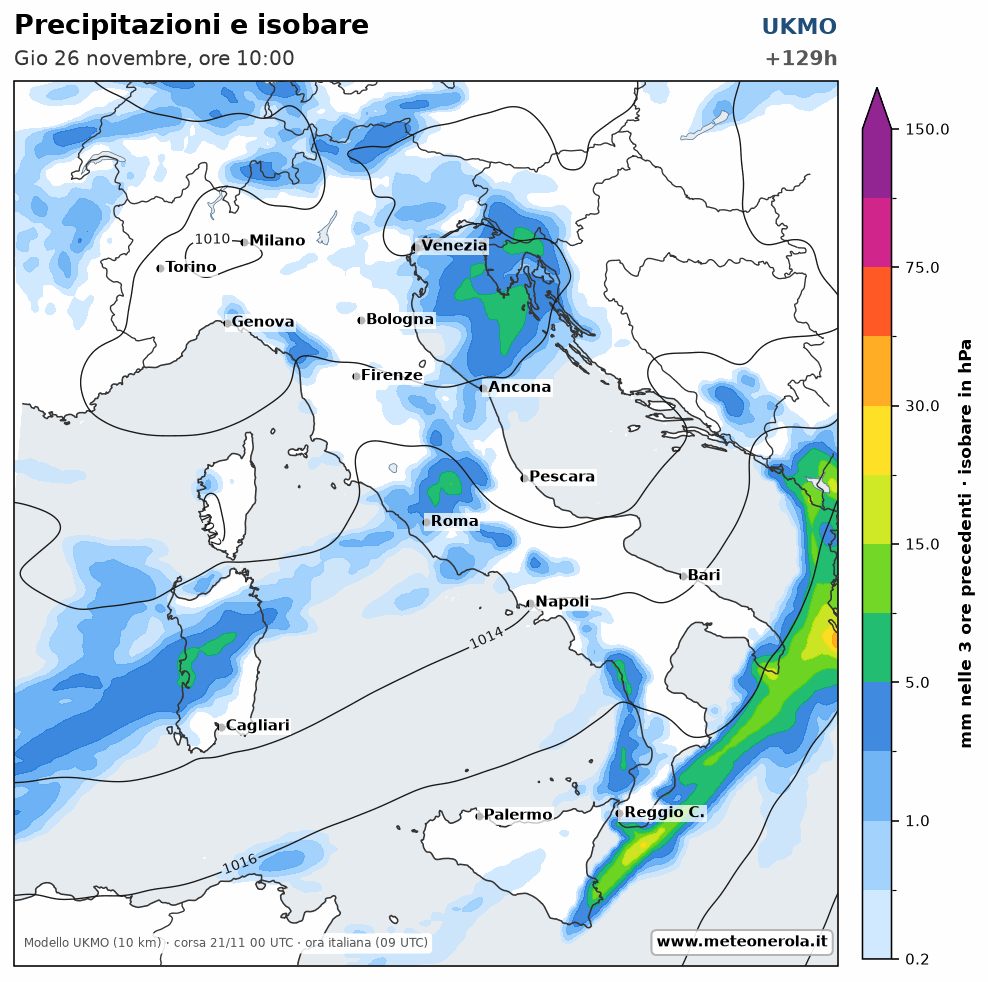 Precipitazioni e isobare
UKMO
Gio 26 novembre, ore 10:00
+129h
150.0
1010
Milano
Venezia
Torino
75.0
Genova
Bologna
Firenze
Ancona
30.0
Pescara
Roma
15.0
Bari
Napoli
1014
5.0
Cagliari
Palermo
Reggio C.
1.0
1016
mm nelle 3 ore precedenti · isobare in hPa
Modello UKMO (10 km) · corsa 21/11 00 UTC · ora italiana (09 UTC)
www.meteonerola.it
0.2